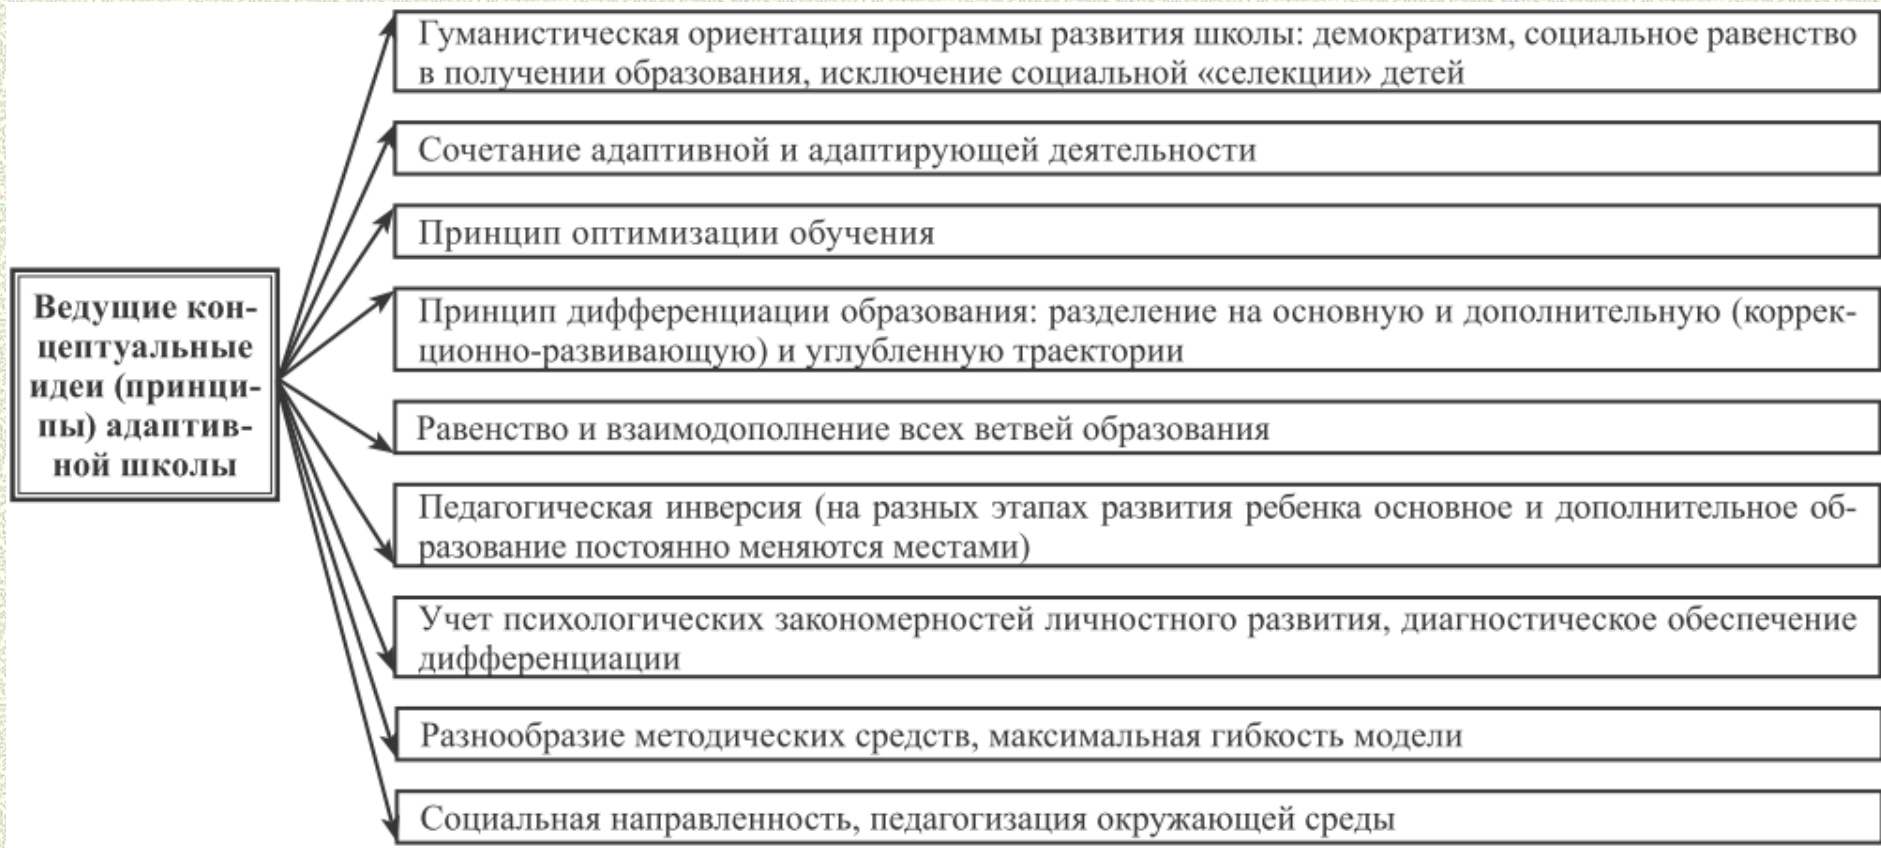 Ведущие кон-
цептуальные
идеи (принци-
пы) адаптив-
ной школы
Гуманистическая ориентация программы развития школы: демократизм, социальное равенство
в получении образования, исключение социальной «селекции» детей
Сочетание адаптивной и адаптирующей деятельности
Принцип оптимизации обучения
Принцип дифференциации образования: разделение на основную и дополнительную (коррек-
ционно-развивающую) и углубленную траектории
Равенство и взаимодополнение всех ветвей образования
Педагогическая инверсия (на разных этапах развития ребенка основное и дополнительное об-
разование постоянно меняются местами)
Учет психологических закономерностей личностного развития, диагностическое обеспечение
дифференциации
Разнообразие методических средств, максимальная гибкость модели
Социальная направленность, педагогизация окружающей среды